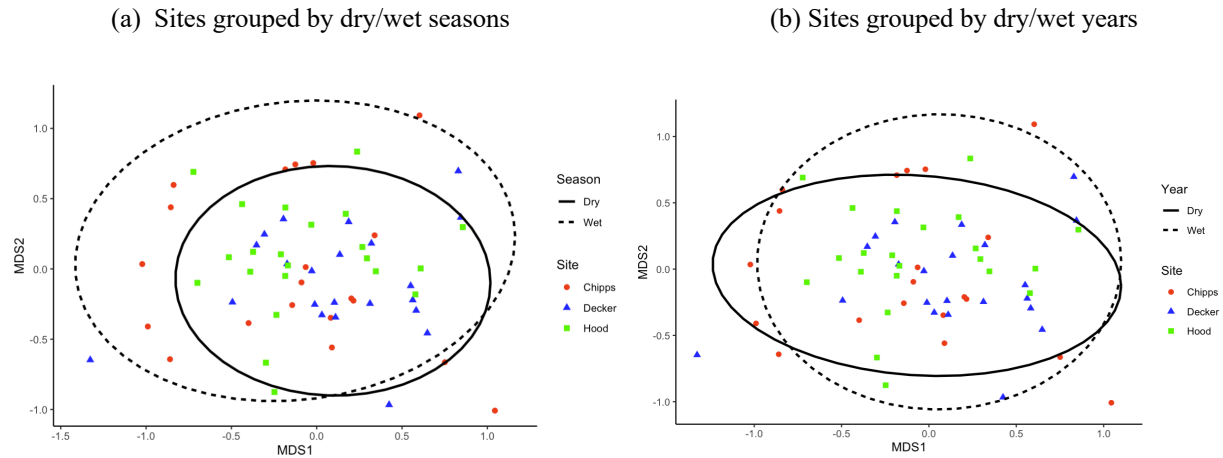 (a) Sites grouped by dry/wet seasons
(b) Sites grouped by dry/wet years
MDS2
1.0
0.5
0.0
-0.5
-1.0
-1.5
-1.0
-0.5
0.0
0.5
1.0
MDS1
Season
Dry
Wet
Site
Chipps
Decker
Hood
MDS2
1.0
0.5
0.0
-0.5
-1.0
-1.0
-0.5
0.0
0.5
1.0
MDS1
Year
Dry
Wet
Site
Chipps
Decker
Hood